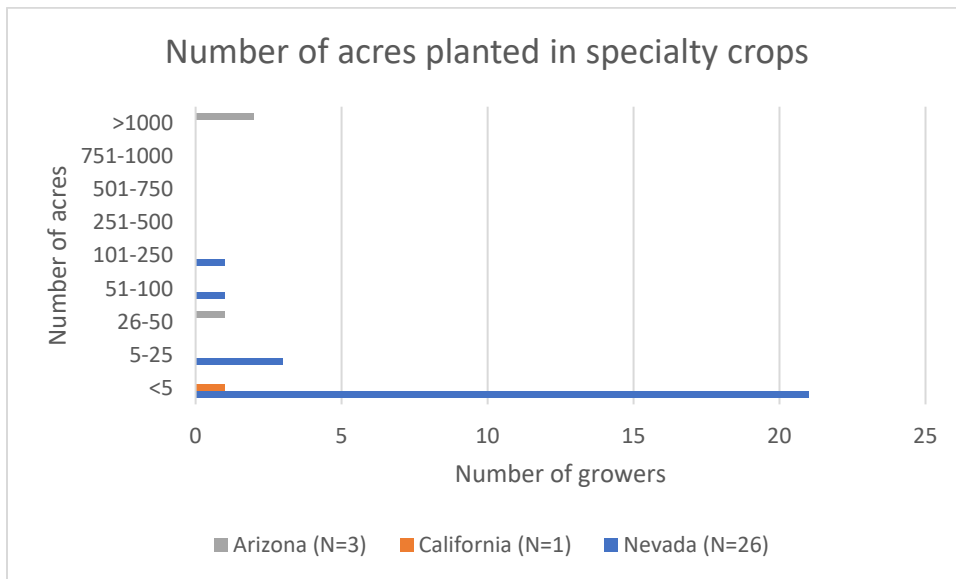 Number of acres planted in specialty crops
Number of acres
>1000
751-1000
501-750
251-500
101-250
51-100
26-50
5-25
<5
0 5 10 15 20 25
Number of growers
Arizona (N=3) California (N=1) Nevada (N=26)